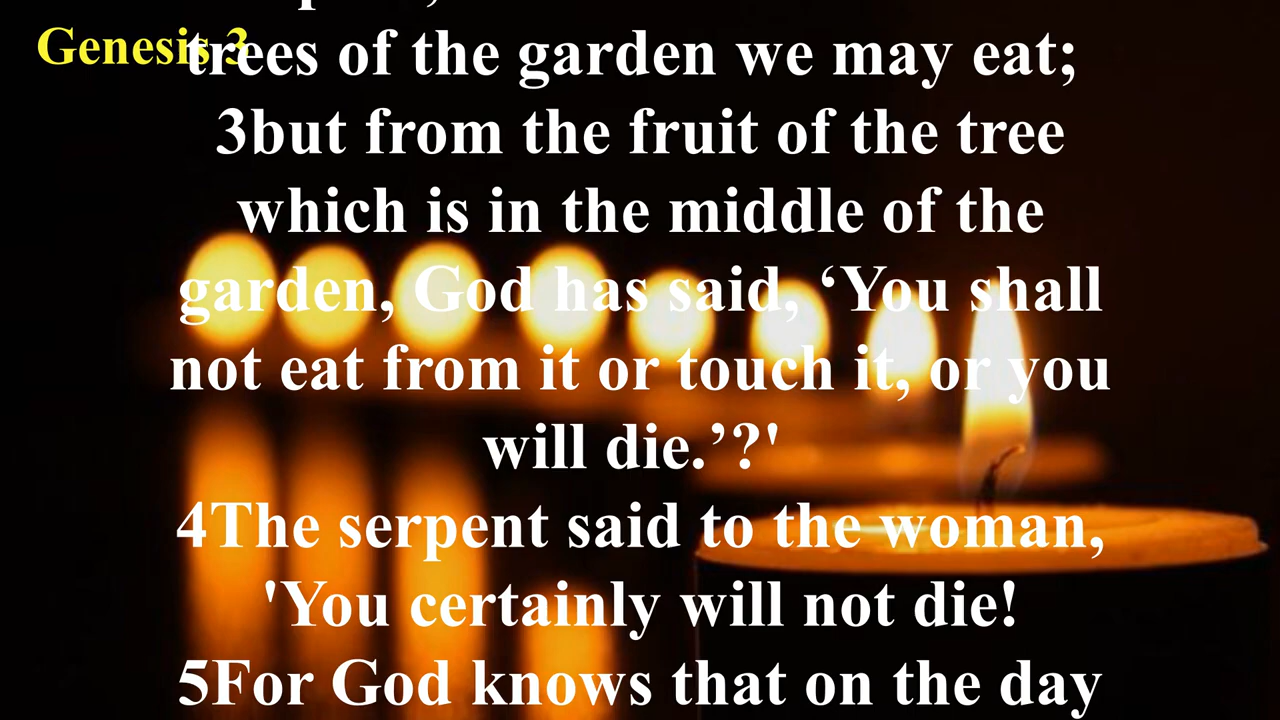 Genesis 3
trees of the garden we may eat;
3but from the fruit of the tree
which is in the middle of the
garden, God has said, ‘You shall
not eat from it or touch it, or you
will die.’?'
4The serpent said to the woman,
'You certainly will not die!
5For God knows that on the day